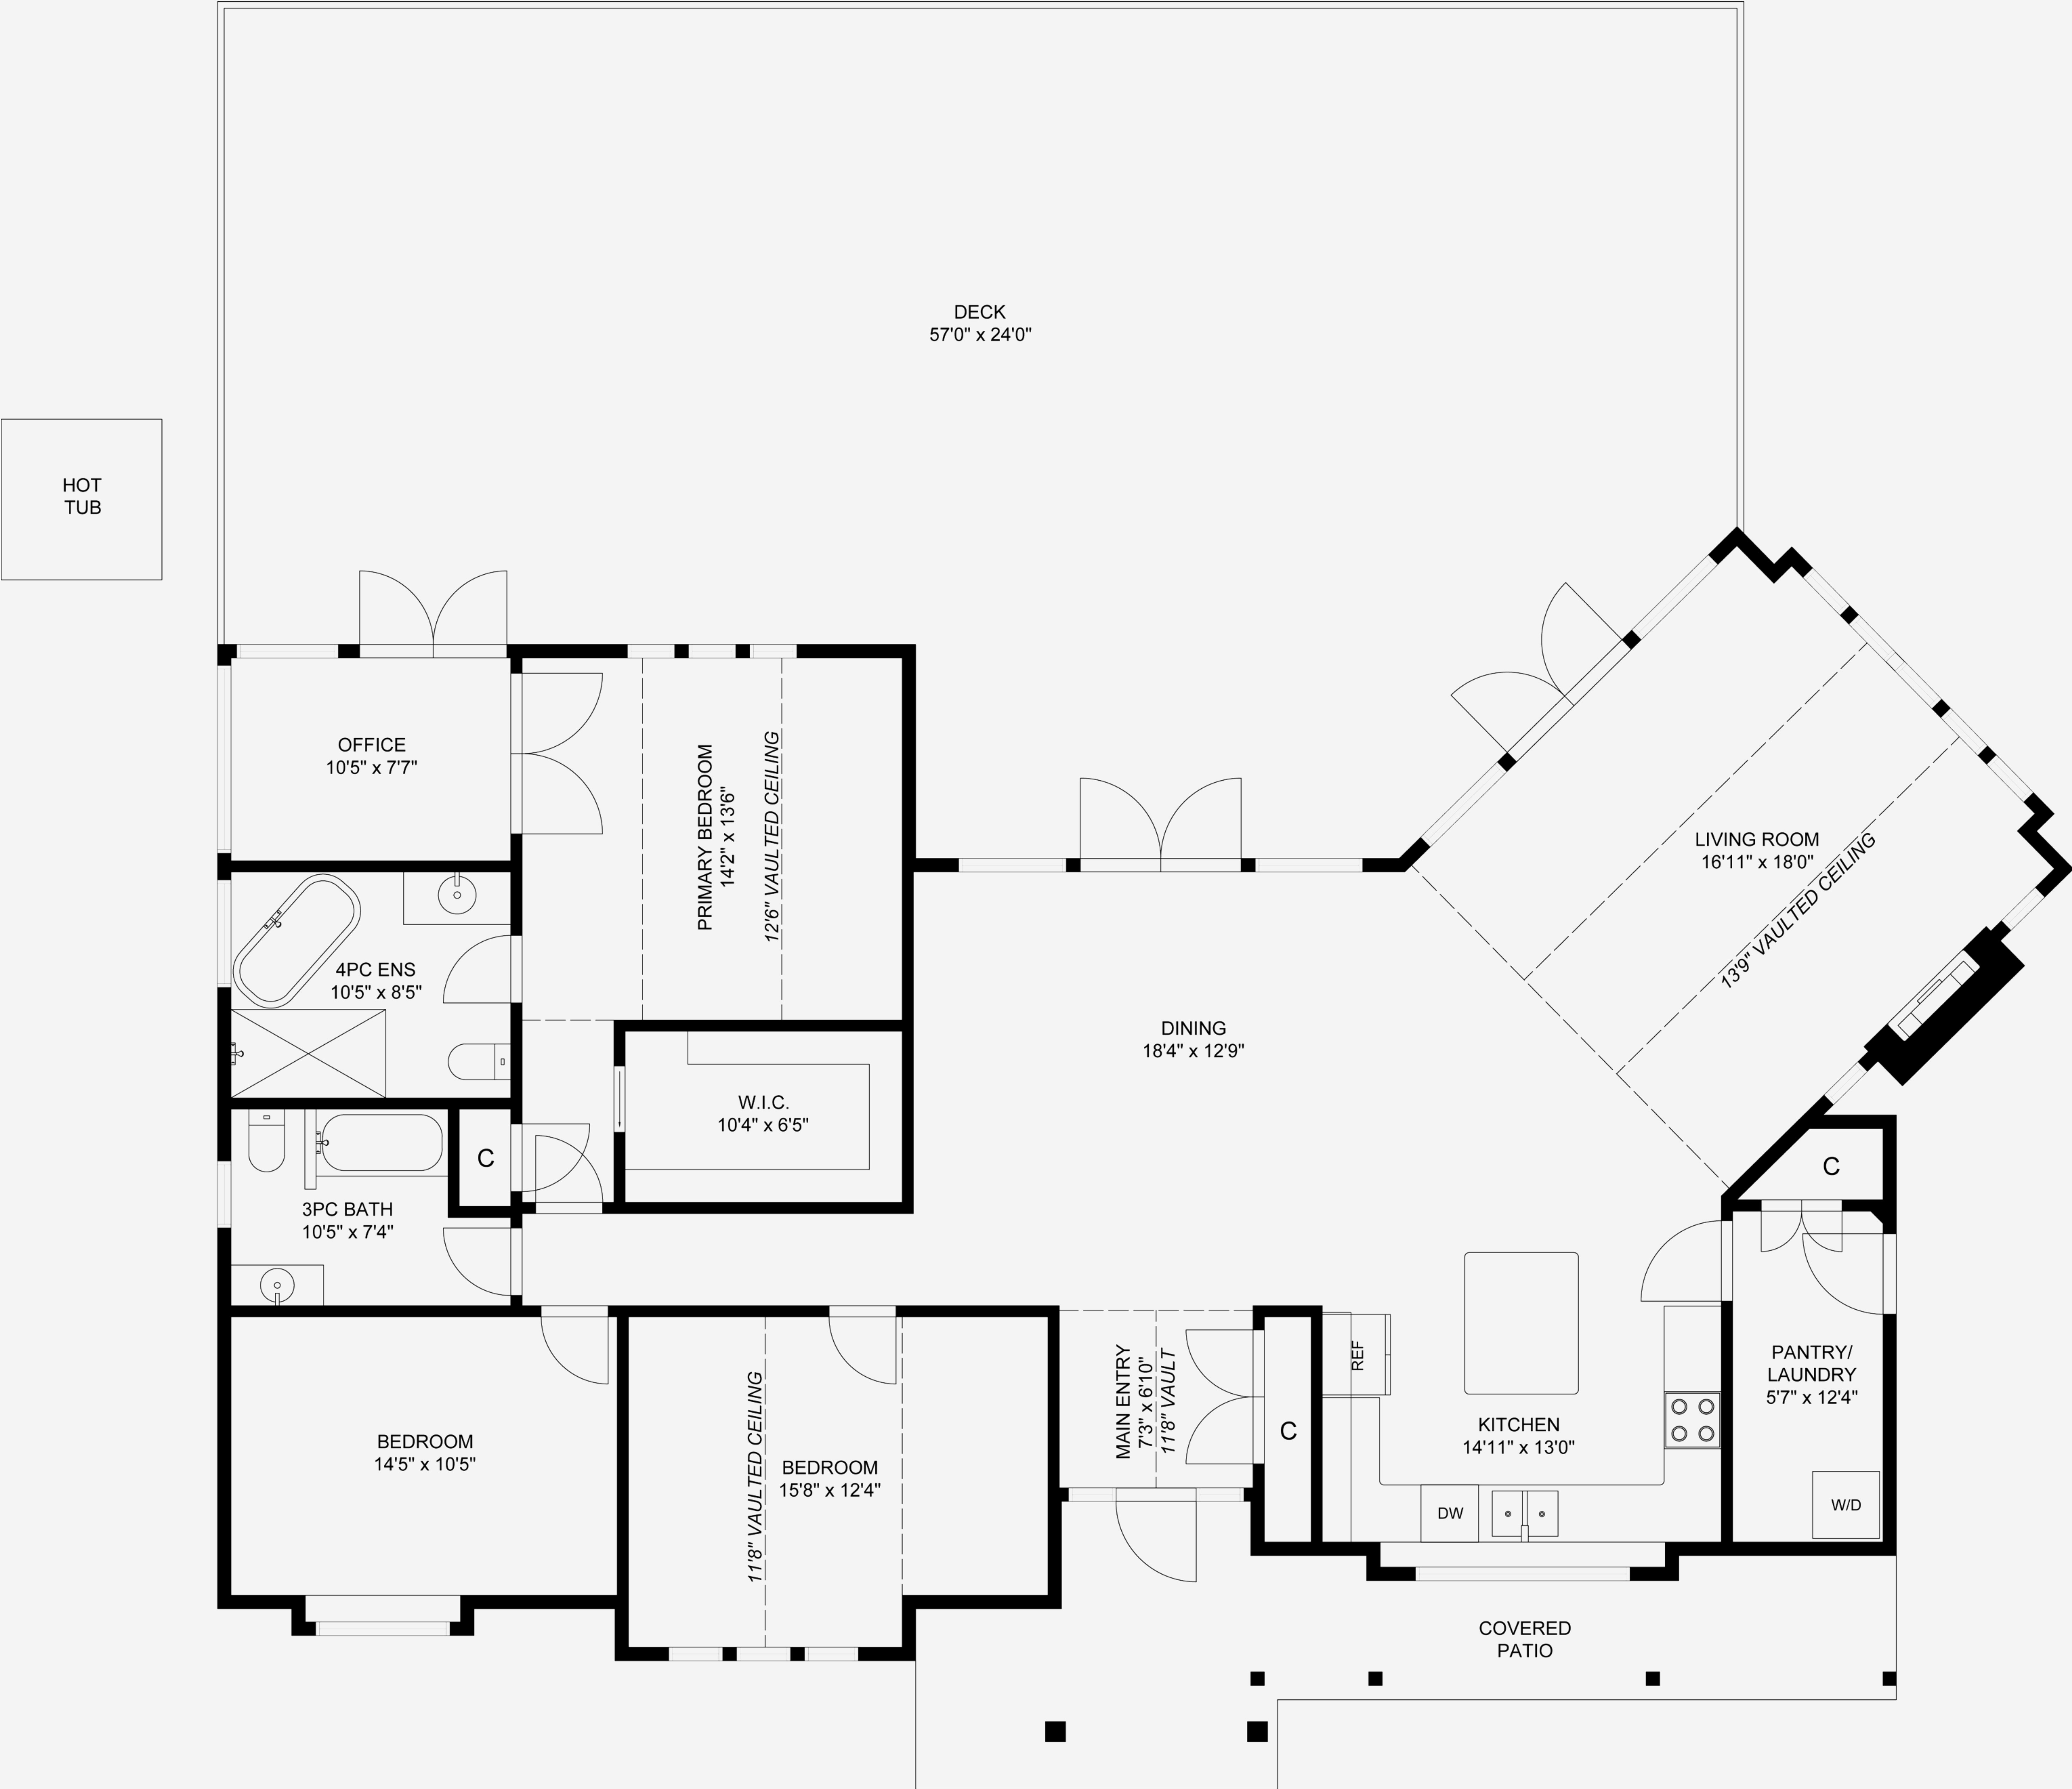 DECK
57'0" x 24'0"
HOT
TUB
OFFICE
10'5" x 7'7"
PRIMARY BEDROOM
14'2" x 13'6"
12'6" VAULTED CEILING
LIVING ROOM
16'11" x 18'0"
13'9" VAULTED CEILING
4PC ENS
10'5" x 8'5"
DINING
18'4" x 12'9"
W.I.C.
10'4" x 6'5"
C
C
3PC BATH
10'5" x 7'4"
MAIN ENTRY
7'3" x 6'10"
11'8" VAULT
REF
C
PANTRY/
LAUNDRY
5'7" x 12'4"
KITCHEN
14'11" x 13'0"
BEDROOM
14'5" x 10'5"
11'8" VAULTED CEILING
BEDROOM
15'8" x 12'4"
DW
W/D
COVERED
PATIO